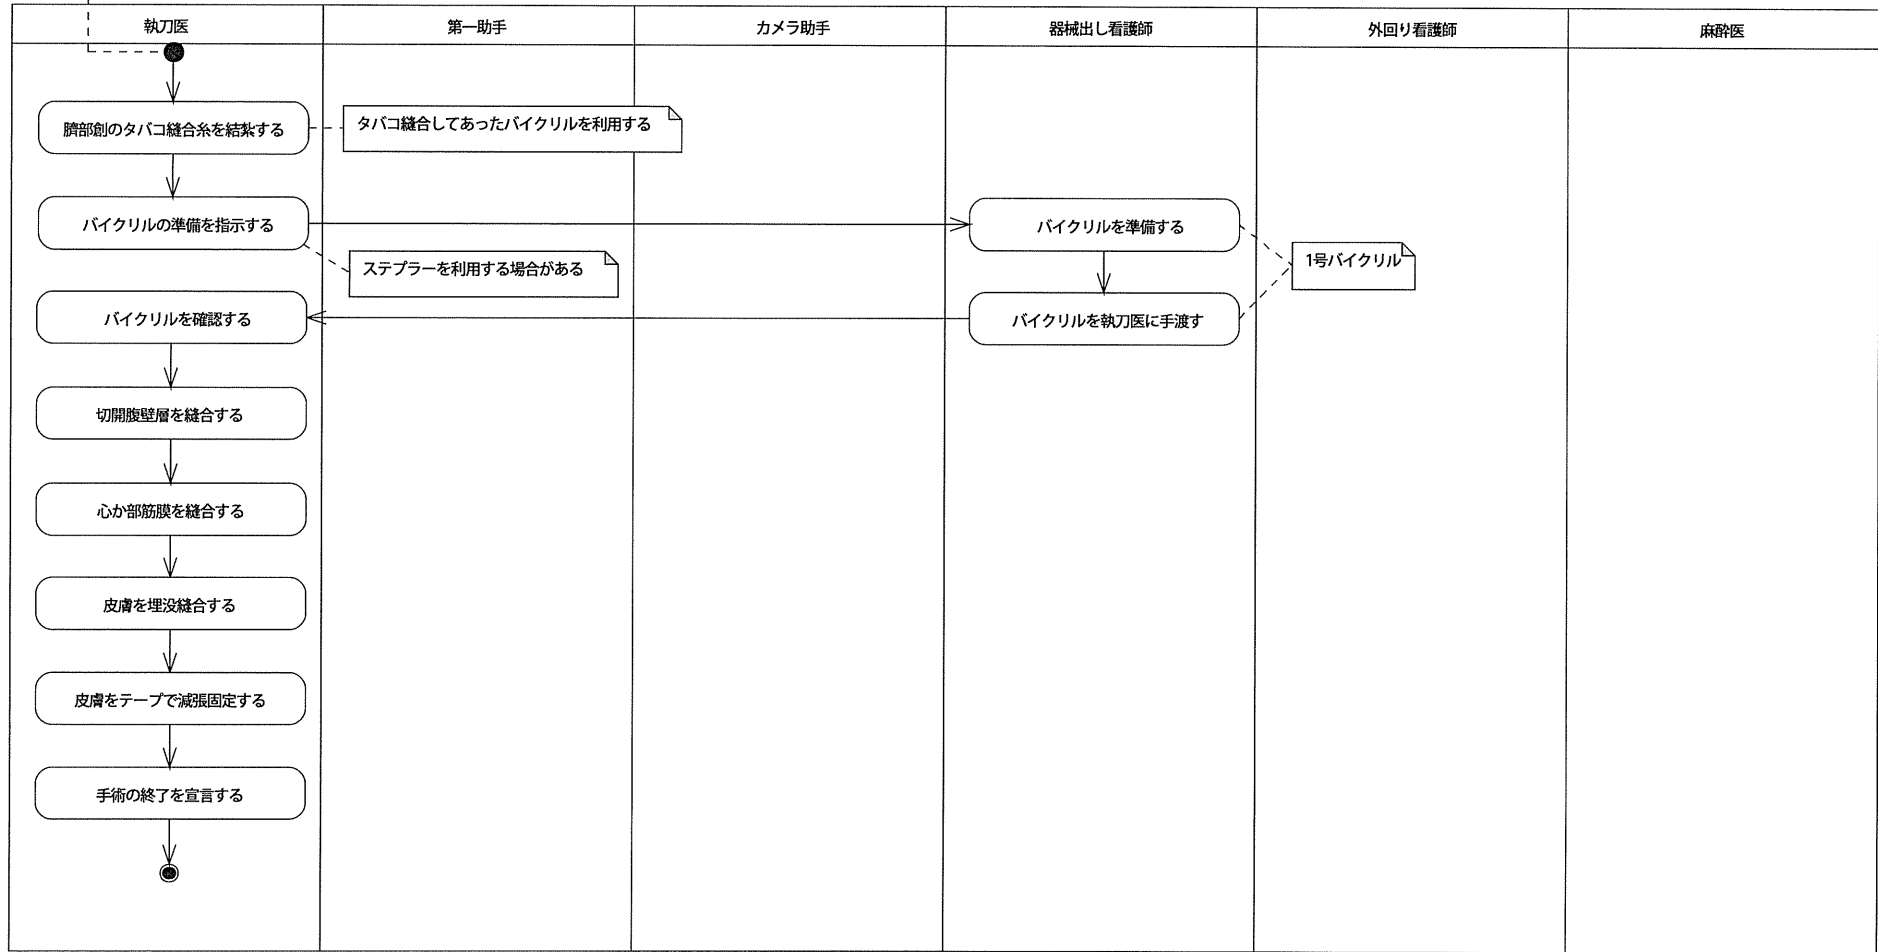 執刀医
第一助手
カメラ助手
器械出し看護師
外回り看護師
麻酔医
臍部創のタバコ縫合糸を結紮する
タバコ縫合してあったバイクリルを利用する
バイクリルの準備を指示する
バイクリルを準備する
ステプラーを利用する場合がある
1号バイクリル
バイクリルを確認する
バイクリルを執刀医に手渡す
切開腹壁層を縫合する
心か部筋膜を縫合する
皮膚を埋没縫合する
皮膚をテープで減張固定する
手術の終了を宣言する